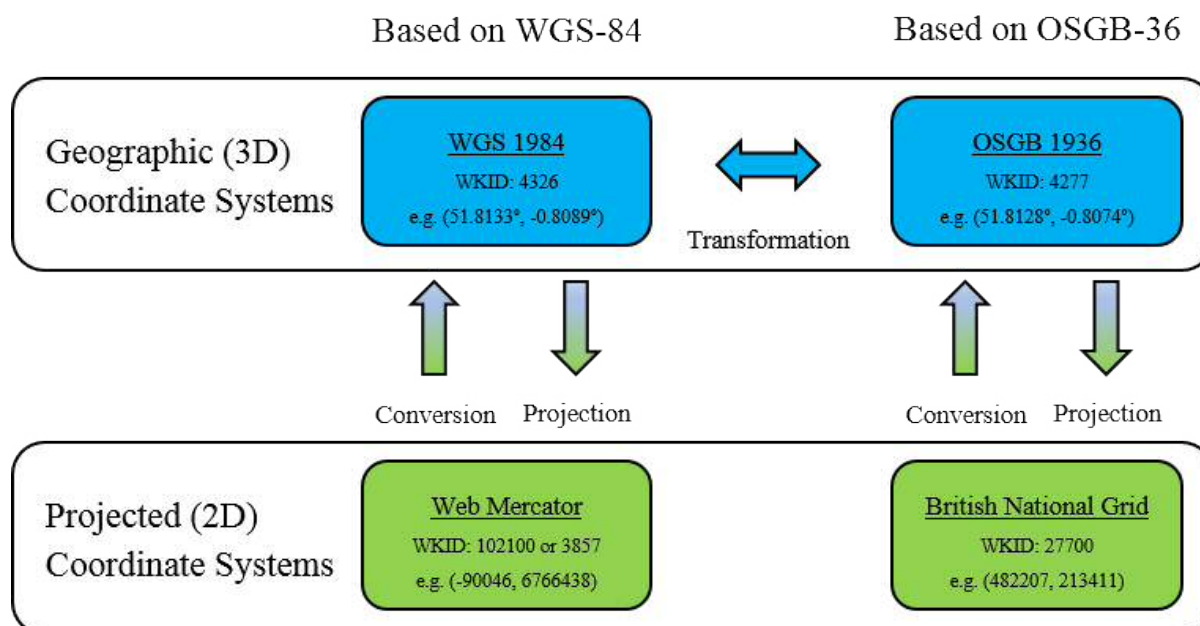 Based on WGS-84
Based on OSGB-36
Geographic (3D)
Coordinate Systems
WGS 1984
WKID: 4326
e.g. (51.8133°, -0.8089°)
Transformation
OSGB 1936
WKID: 4277
e.g. (51.8128°, -0.8074°)
Conversion
Projection
Conversion
Projection
Projected (2D)
Coordinate Systems
Web Mercator
WKID: 102100 or 3857
e.g. (-90046, 6766438)
British National Grid
WKID: 27700
e.g. (482207, 213411)